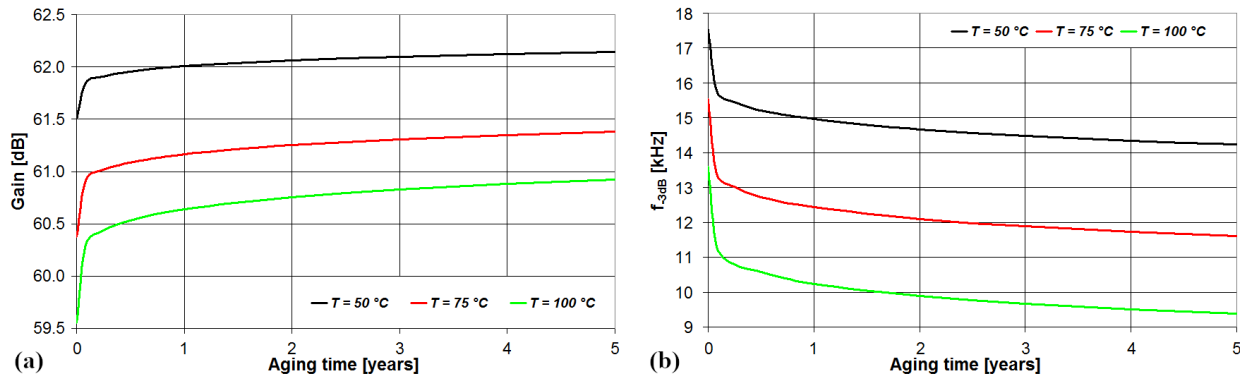 62.5
62.0
61.5
61.0
60.5
60.0
59.5
Gain [dB]
T = 50 °C T = 75 °C T = 100 °C
0 1 2 3 4 5
Aging time [years]
(a)
18
17
16
15
14
13
12
11
10
9
f-3dB [kHz]
T = 50 °C T = 75 °C T = 100 °C
0 1 2 3 4 5
Aging time [years]
(b)